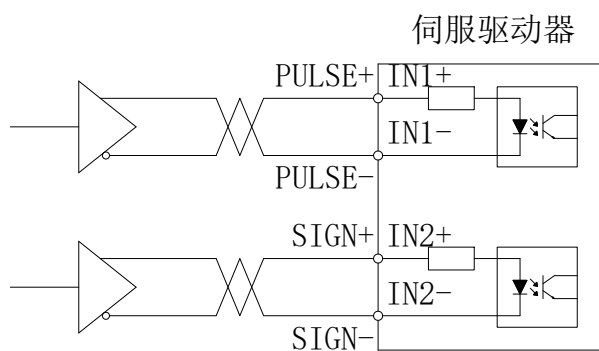 伺服驱动器
PULSE+ IN1+
IN1-
PULSE-
SIGN+ IN2+
IN2-
SIGN-